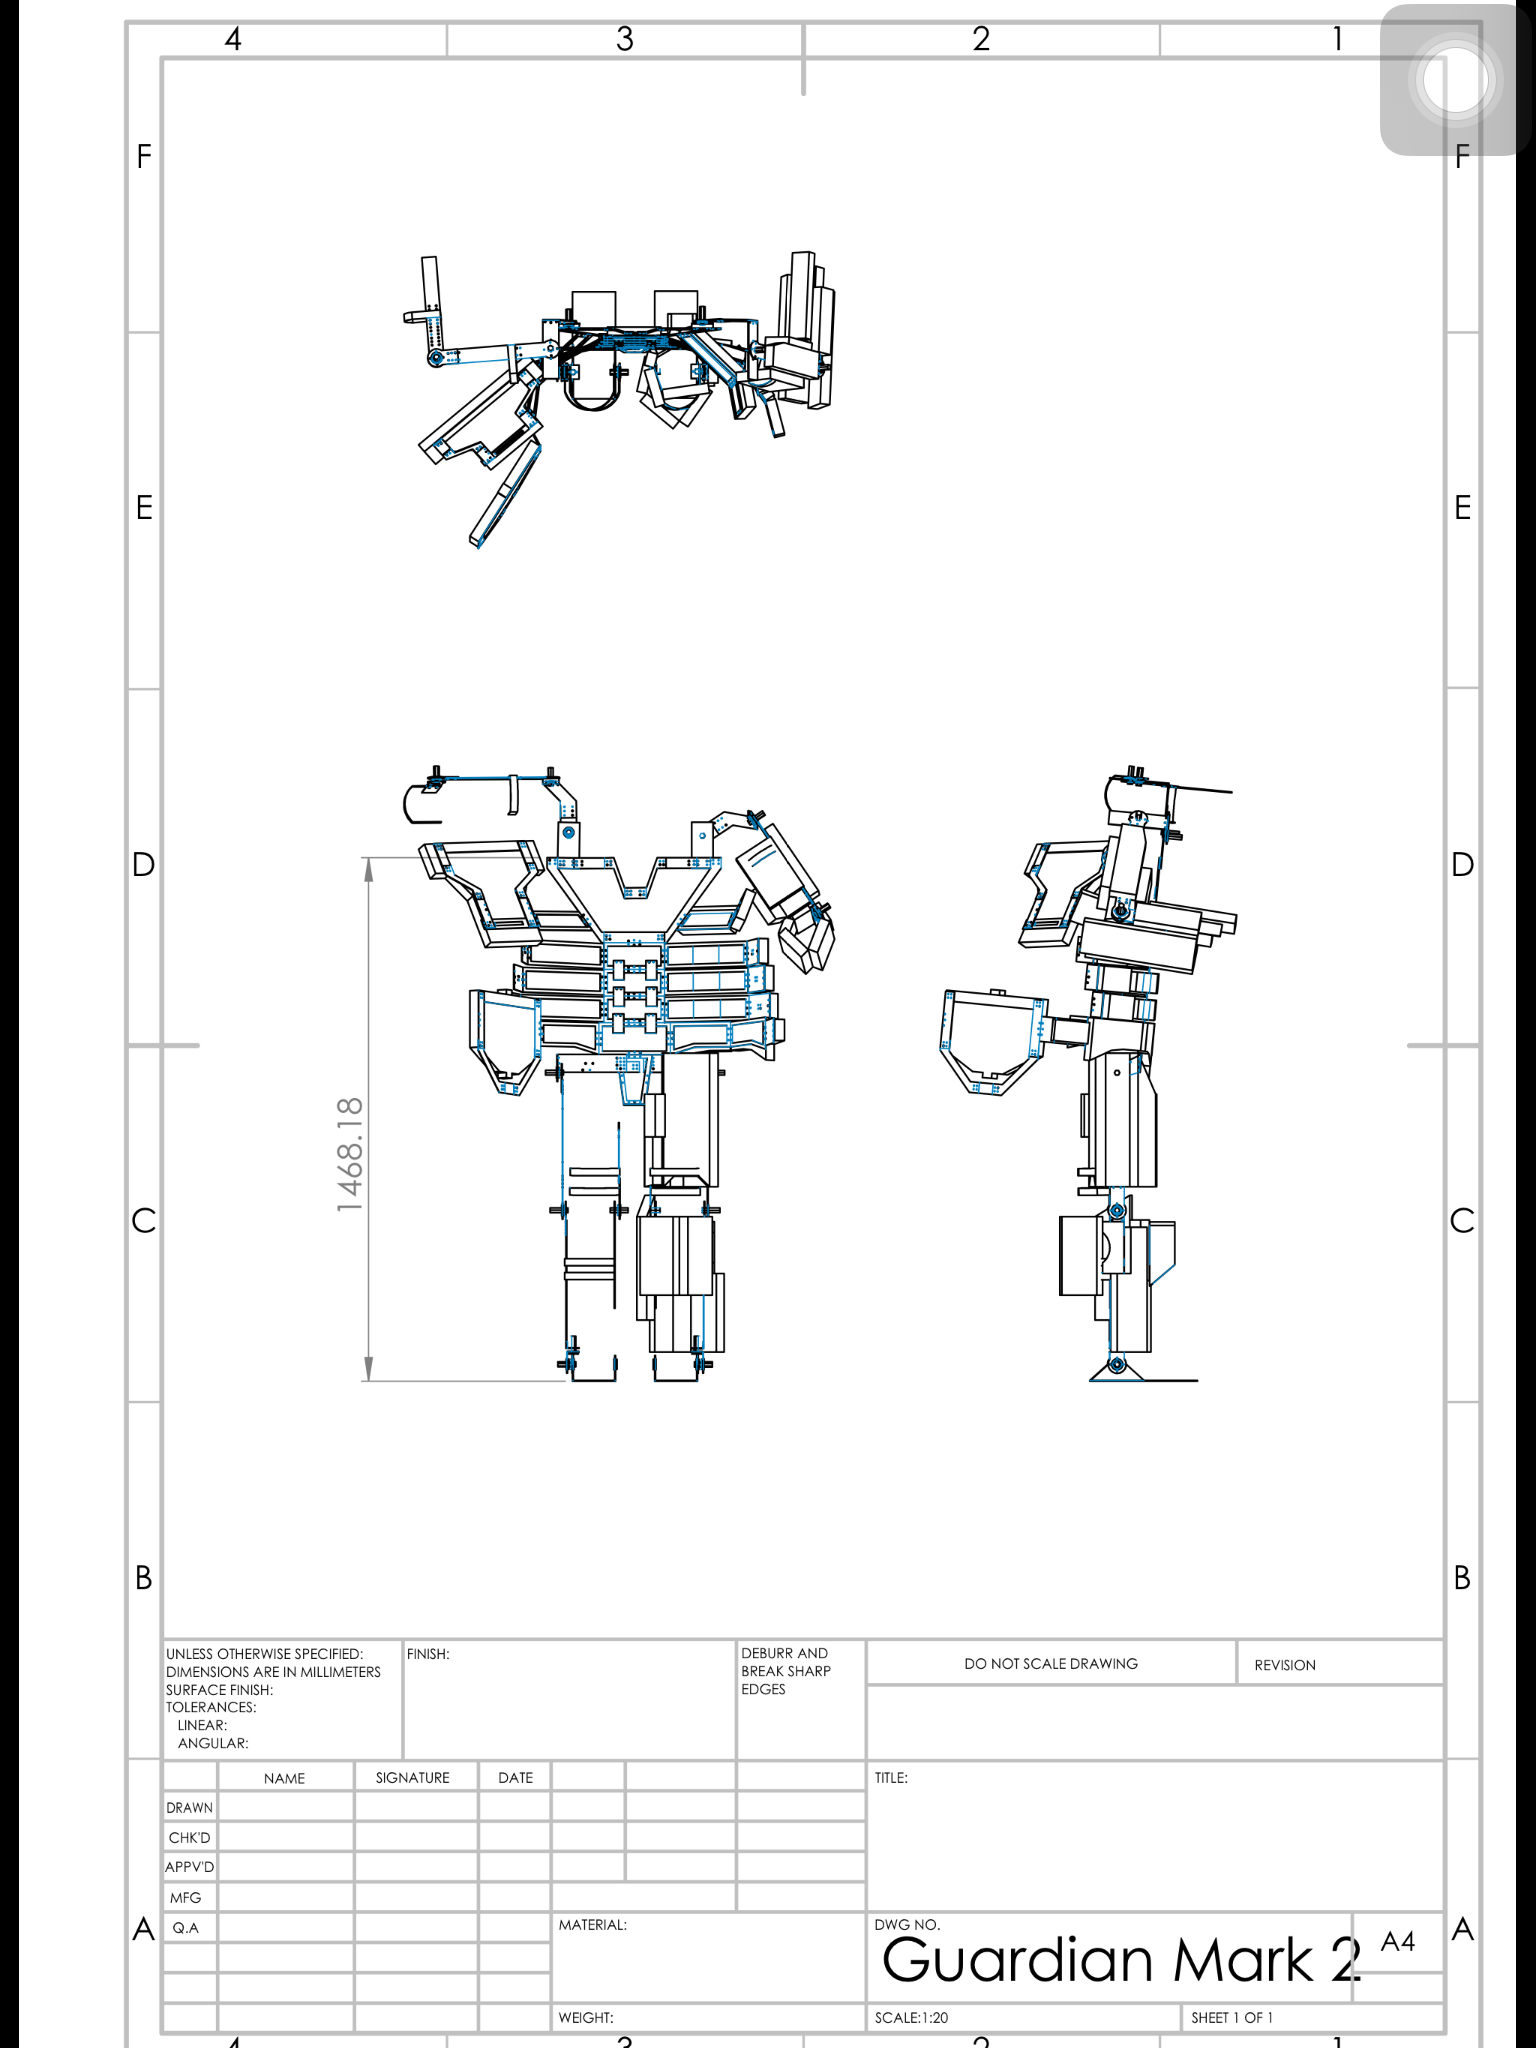 4 3 2 1
F F
E E
D D
1468.18
C C
B B
UNLESS OTHERWISE SPECIFIED:
DIMENSIONS ARE IN MILLIMETERS
SURFACE FINISH:
TOLERANCES:
LINEAR:
ANGULAR:
FINISH:
DEBURR AND
BREAK SHARP
EDGES
DO NOT SCALE DRAWING
REVISION
NAME SIGNATURE DATE
DRAWN
CHK'D
APPV'D
MFG
Q.A
TITLE:
MATERIAL:
DWG NO.
Guardian Mark 2
A4
A A
WEIGHT:
SCALE:1:20
SHEET 1 OF 1
4 3 2 1